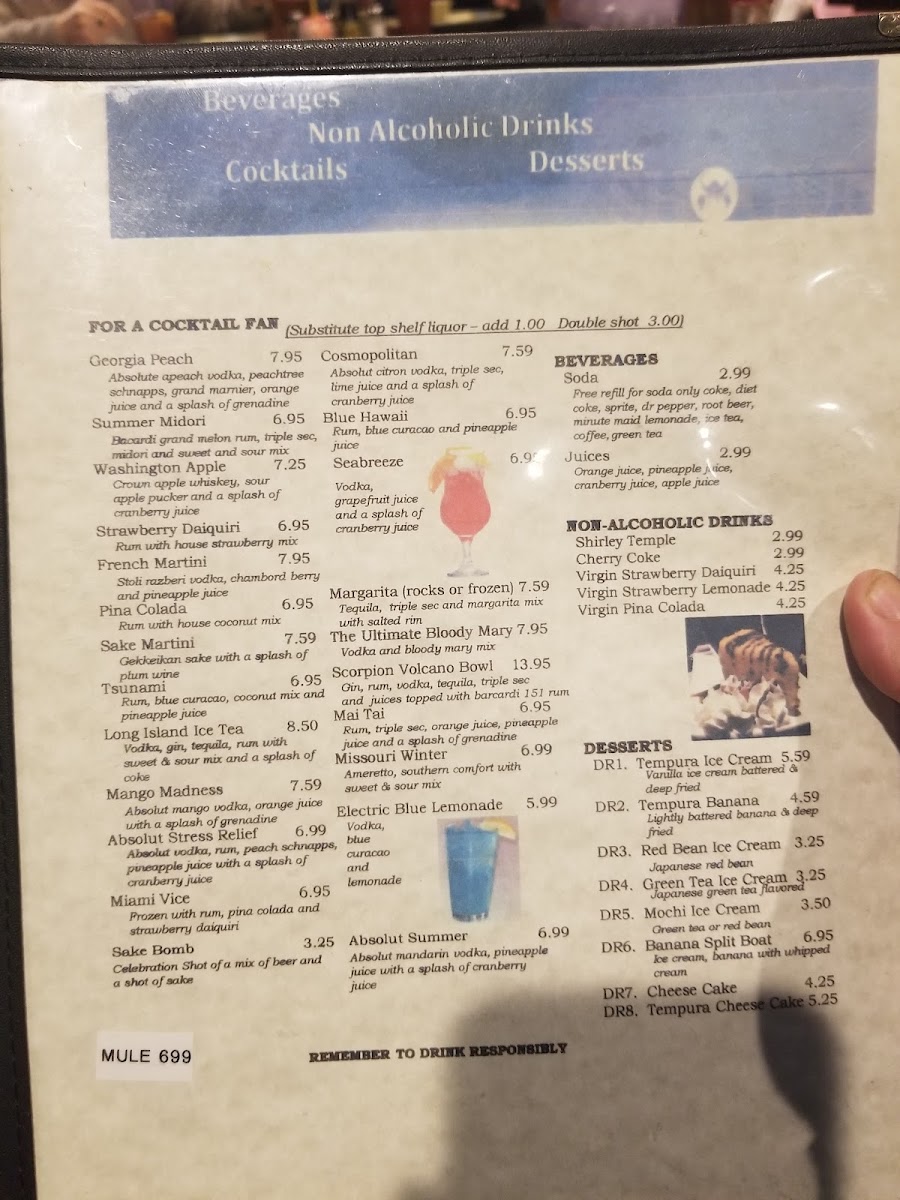 Beverages
Non Alcoholic Drinks
Cocktails Desserts
FOR A COCKTAIL FAN (Substitute top shelf liquor – add 1.00 Double shot 3.00)
Georgia Peach 7.95
Absolute apeach vodka, peachtree
schnapps, grand marnier, orange
juice and a splash of grenadine
Summer Midori 6.95
Bacardi grand melon rum, triple sec,
midori and sweet and sour mix
Washington Apple 7.25
Crown apple whiskey, sour
apple pucker and a splash of
cranberry juice
Strawberry Daiquiri 6.95
Rum with house strawberry mix
French Martini 7.95
Stoli razberi vodka, chambord berry
and pineapple juice
Pina Colada 6.95
Rum with house coconut mix
Sake Martini 7.59
Gekkeikan sake with a splash of
plum wine
Tsunami 6.95
Rum, blue curacao, coconut mix and
pineapple juice
Long Island Ice Tea 8.50
Vodka, gin, tequila, rum with
sweet & sour mix and a splash of
coke
Mango Madness 7.59
Absolut mango vodka, orange juice
with a splash of grenadine
Absolut Stress Relief 6.99
Absolut vodka, rum, peach schnapps,
pineapple juice with a splash of
cranberry juice
Miami Vice 6.95
Frozen with rum, pina colada and
strawberry daiquiri
Sake Bomb 3.25
Celebration Shot of a mix of beer and
a shot of sake
Cosmopolitan 7.59
Absolut citron vodka, triple sec,
lime juice and a splash of
cranberry juice
Blue Hawaii 6.95
Rum, blue curacao and pineapple
juice
Seabreeze
Vodka,
grapefruit juice
and a splash of
cranberry juice
Margarita (rocks or frozen) 7.59
Tequila, triple sec and margarita mix
with salted rim
The Ultimate Bloody Mary 7.95
Vodka and bloody mary mix
Scorpion Volcano Bowl 13.95
Gin, rum, vodka, tequila, triple sec
and juices topped with barcardi 151 rum
Mai Tai 6.95
Rum, triple sec, orange juice, pineapple
juice and a splash of grenadine
Missouri Winter 6.99
Ameretto, southern comfort with
sweet & sour mix
Electric Blue Lemonade 5.99
Vodka,
blue
curacao
and
lemonade
Absolut Summer 6.99
Absolut mandarin vodka, pineapple
juice with a splash of cranberry
juice
BEVERAGES
Soda 2.99
Free refill for soda only coke, diet
coke, sprite, dr pepper, root beer,
minute maid lemonade, ice tea,
coffee, green tea
Juices 2.99
Orange juice, pineapple juice,
cranberry juice, apple juice
NON-ALCOHOLIC DRINKS
Shirley Temple 2.99
Cherry Coke 2.99
Virgin Strawberry Daiquiri 4.25
Virgin Strawberry Lemonade 4.25
Virgin Pina Colada 4.25
DESSERTS
DR1. Tempura Ice Cream 5.59
Vanilla ice cream battered &
deep fried
DR2. Tempura Banana 4.59
Lightly battered banana & deep
fried
DR3. Red Bean Ice Cream 3.25
Japanese red bean
DR4. Green Tea Ice Cream 3.25
Japanese green tea flavored
DR5. Mochi Ice Cream 3.50
Green tea or red bean
DR6. Banana Split Boat 6.95
Ice cream, banana with whipped
cream
DR7. Cheese Cake 4.25
DR8. Tempura Cheese Cake 5.25
MULE 699
REMEMBER TO DRINK RESPONSIBLY